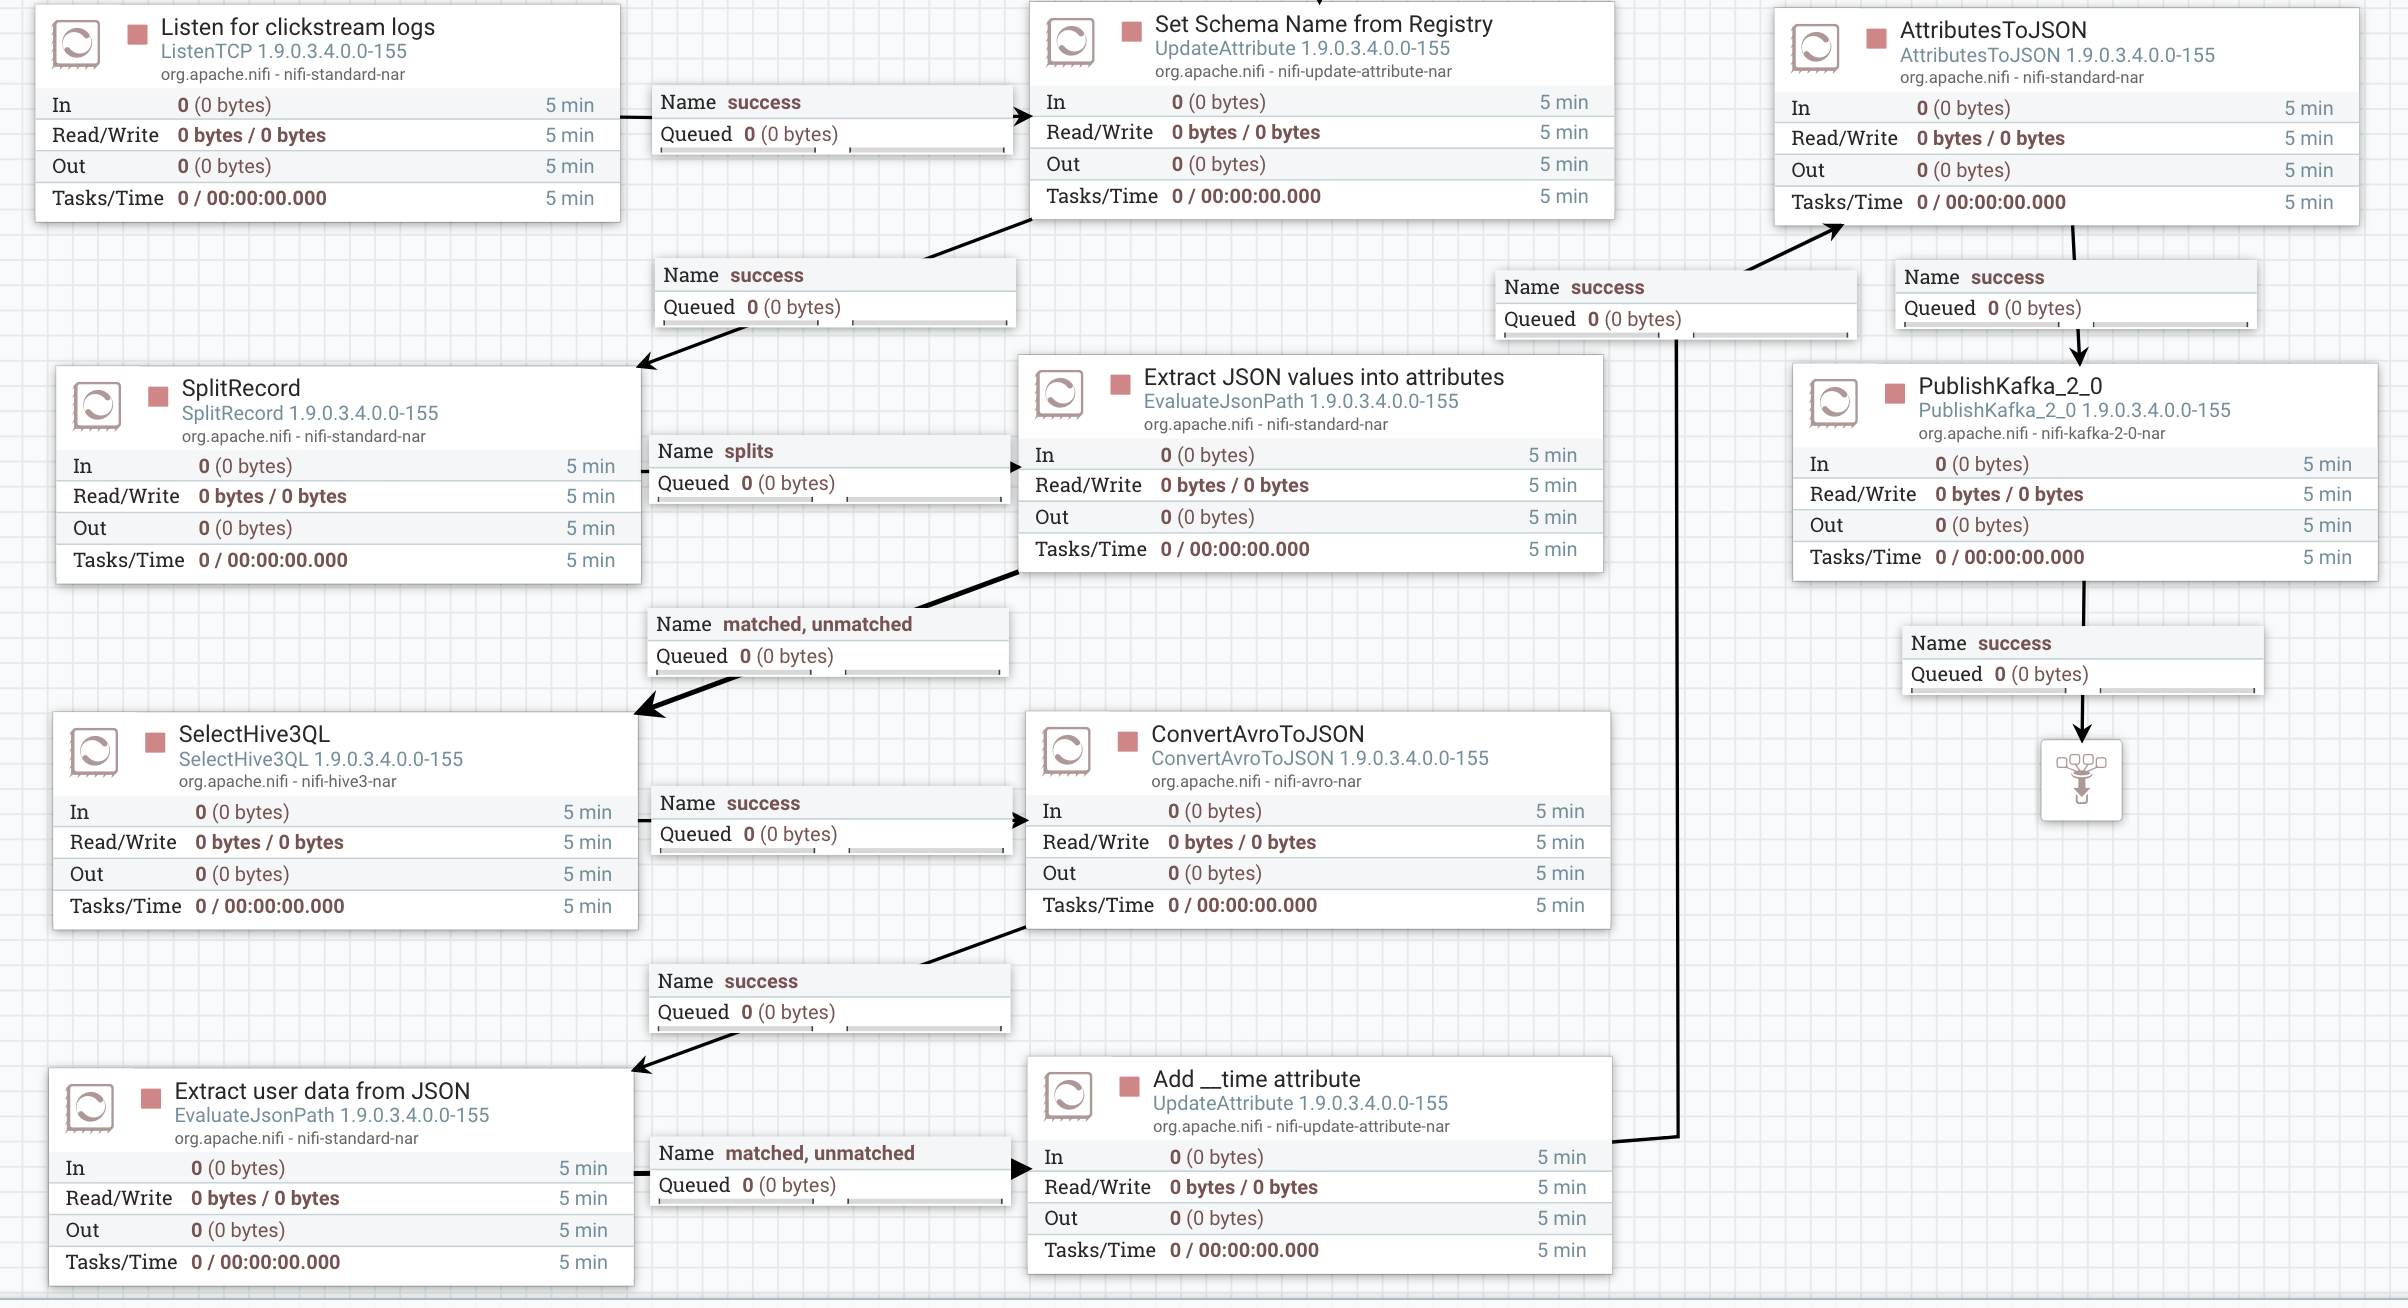 Listen for clickstream logs
ListenTCP 1.9.0.3.4.0.0-155
org.apache.nifi - nifi-standard-nar
In 0 (0 bytes) 5 min
Read/Write 0 bytes / 0 bytes 5 min
Out 0 (0 bytes) 5 min
Tasks/Time 0 / 00:00:00.000 5 min
Name success
Queued 0 (0 bytes)
Set Schema Name from Registry
UpdateAttribute 1.9.0.3.4.0.0-155
org.apache.nifi - nifi-update-attribute-nar
In 0 (0 bytes) 5 min
Read/Write 0 bytes / 0 bytes 5 min
Out 0 (0 bytes) 5 min
Tasks/Time 0 / 00:00:00.000 5 min
Name success
Queued 0 (0 bytes)
SplitRecord
SplitRecord 1.9.0.3.4.0.0-155
org.apache.nifi - nifi-standard-nar
In 0 (0 bytes) 5 min
Read/Write 0 bytes / 0 bytes 5 min
Out 0 (0 bytes) 5 min
Tasks/Time 0 / 00:00:00.000 5 min
Name splits
Queued 0 (0 bytes)
Extract JSON values into attributes
EvaluateJsonPath 1.9.0.3.4.0.0-155
org.apache.nifi - nifi-standard-nar
In 0 (0 bytes) 5 min
Read/Write 0 bytes / 0 bytes 5 min
Out 0 (0 bytes) 5 min
Tasks/Time 0 / 00:00:00.000 5 min
Name matched, unmatched
Queued 0 (0 bytes)
SelectHive3QL
SelectHive3QL 1.9.0.3.4.0.0-155
org.apache.nifi - nifi-hive3-nar
In 0 (0 bytes) 5 min
Read/Write 0 bytes / 0 bytes 5 min
Out 0 (0 bytes) 5 min
Tasks/Time 0 / 00:00:00.000 5 min
Name success
Queued 0 (0 bytes)
ConvertAvroToJSON
ConvertAvroToJSON 1.9.0.3.4.0.0-155
org.apache.nifi - nifi-avro-nar
In 0 (0 bytes) 5 min
Read/Write 0 bytes / 0 bytes 5 min
Out 0 (0 bytes) 5 min
Tasks/Time 0 / 00:00:00.000 5 min
Name success
Queued 0 (0 bytes)
Extract user data from JSON
EvaluateJsonPath 1.9.0.3.4.0.0-155
org.apache.nifi - nifi-standard-nar
In 0 (0 bytes) 5 min
Read/Write 0 bytes / 0 bytes 5 min
Out 0 (0 bytes) 5 min
Tasks/Time 0 / 00:00:00.000 5 min
Name matched, unmatched
Queued 0 (0 bytes)
Add __time attribute
UpdateAttribute 1.9.0.3.4.0.0-155
org.apache.nifi - nifi-update-attribute-nar
In 0 (0 bytes) 5 min
Read/Write 0 bytes / 0 bytes 5 min
Out 0 (0 bytes) 5 min
Tasks/Time 0 / 00:00:00.000 5 min
Name success
Queued 0 (0 bytes)
AttributesToJSON
AttributesToJSON 1.9.0.3.4.0.0-155
org.apache.nifi - nifi-standard-nar
In 0 (0 bytes) 5 min
Read/Write 0 bytes / 0 bytes 5 min
Out 0 (0 bytes) 5 min
Tasks/Time 0 / 00:00:00.000 5 min
Name success
Queued 0 (0 bytes)
PublishKafka_2_0
PublishKafka_2_0 1.9.0.3.4.0.0-155
org.apache.nifi - nifi-kafka-2-0-nar
In 0 (0 bytes) 5 min
Read/Write 0 bytes / 0 bytes 5 min
Out 0 (0 bytes) 5 min
Tasks/Time 0 / 00:00:00.000 5 min
Name success
Queued 0 (0 bytes)